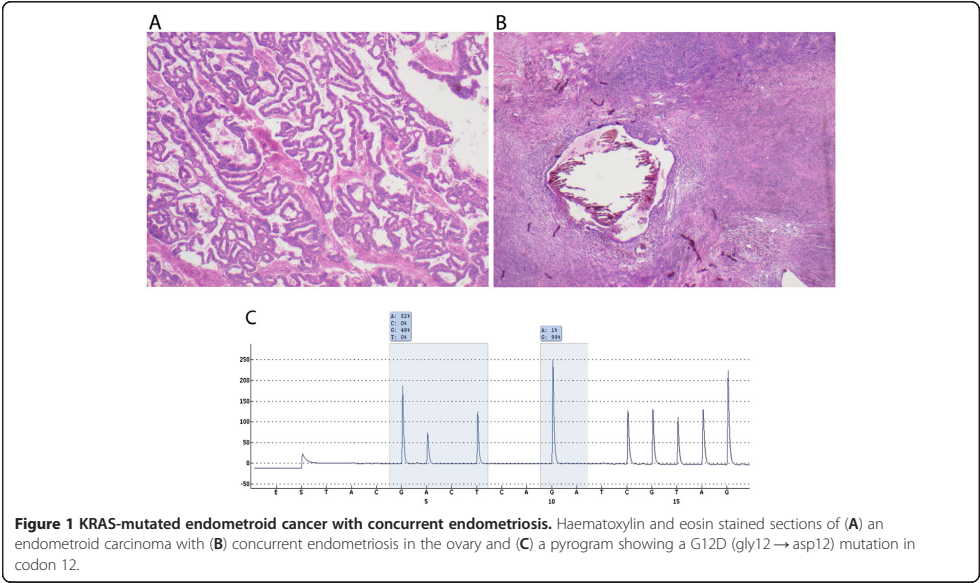 A
B
C
A: 52%
C: 0%
G: 48%
T: 0%
A: 1%
G: 99%
250
200
150
100
50
0
-50
E S T A C G A C T C A G A T C G T A G
5 10 15
Figure 1 KRAS-mutated endometroid cancer with concurrent endometriosis. Haematoxylin and eosin stained sections of (A) an
endometroid carcinoma with (B) concurrent endometriosis in the ovary and (C) a pyrogram showing a G12D (gly12 → asp12) mutation in
codon 12.